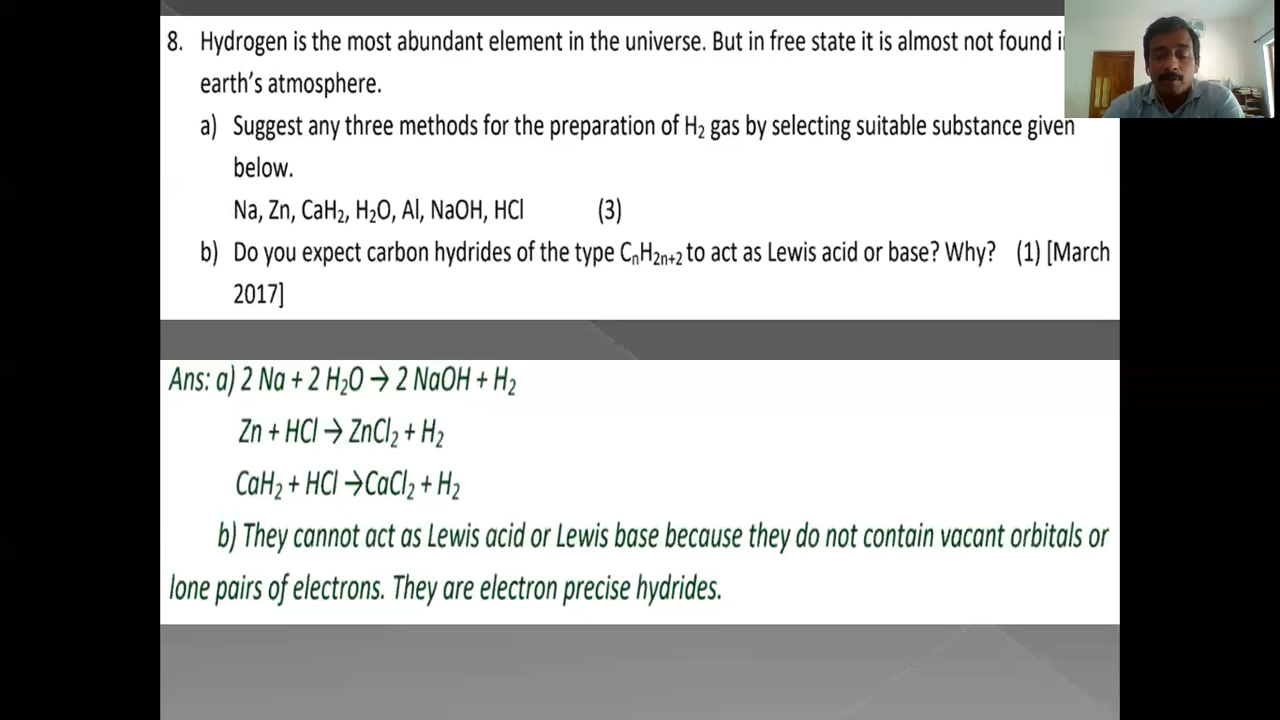 8. Hydrogen is the most abundant element in the universe. But in free state it is almost not found
earth's atmosphere.
a) Suggest any three methods for the preparation of H₂ gas by selecting suitable substance given
below.
Na, Zn, CaH₂, H₂O, Al, NaOH, HCl (3)
b) Do you expect carbon hydrides of the type CₙH₂ₙ₊₂ to act as Lewis acid or base? Why? (1) [March
2017]
Ans: a) 2 Na + 2 H₂O → 2 NaOH + H₂
Zn + HCl → ZnCl₂ + H₂
CaH₂ + HCl →CaCl₂ + H₂
b) They cannot act as Lewis acid or Lewis base because they do not contain vacant orbitals or
lone pairs of electrons. They are electron precise hydrides.